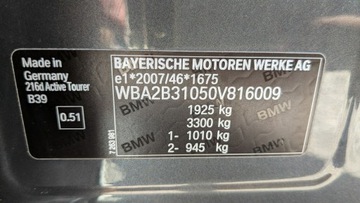 Made in
Germany
216d Active Tourer
B39
0.51
BAYERISCHE MOTOREN WERKE AG
e1*2007/46*1675
WBA2B31050V816009
1925 kg
3300 kg
1- 1010 kg
2- 945 kg
BMW
BMW
BMW
BMW